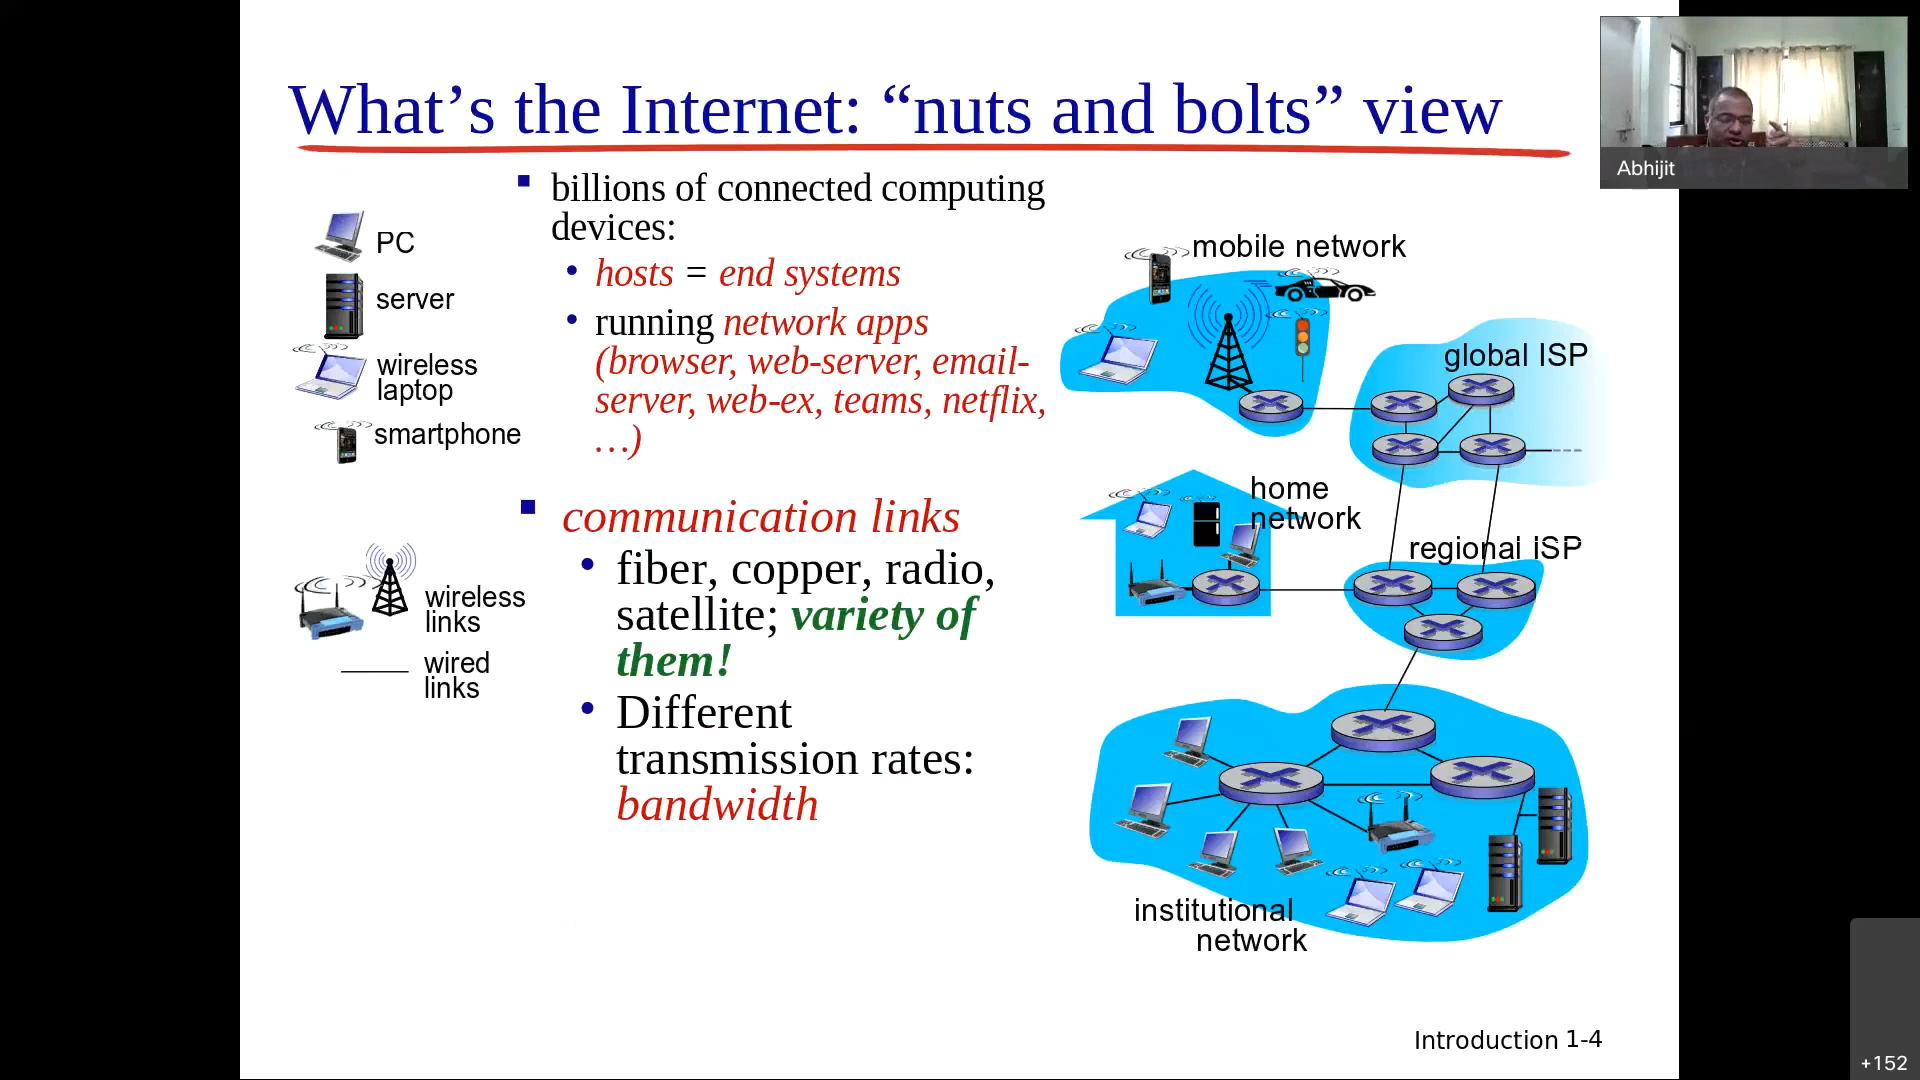 What’s the Internet: “nuts and bolts” view
Abhijit
PC
server
wireless
laptop
smartphone
wireless
links
wired
links
billions of connected computing
devices:
hosts = end systems
running network apps
(browser, web-server, email-
server, web-ex, teams, netflix,
…)
communication links
fiber, copper, radio,
satellite; variety of
them!
Different
transmission rates:
bandwidth
mobile network
global ISP
home
network
regional ISP
institutional
network
Introduction 1-4
+152